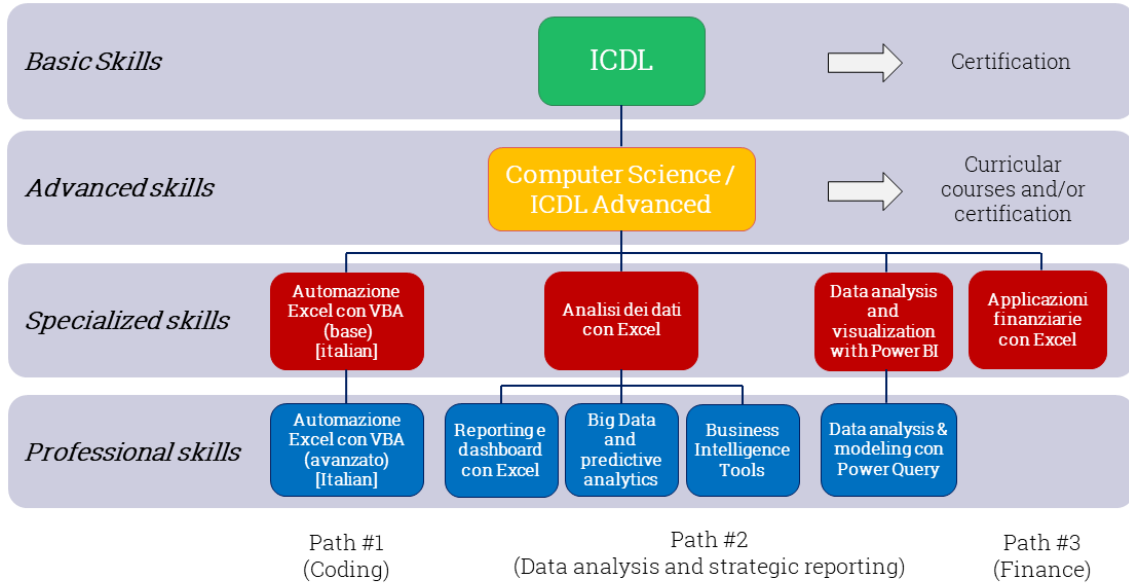 Basic Skills
ICDL
Certification
Advanced skills
Computer Science /
ICDL Advanced
Curricular
courses and/or
certification
Specialized skills
Automazione
Excel con VBA
(base)
[italian]
Analisi dei dati
con Excel
Data analysis
and
visualization
with Power BI
Applicazioni
finanziarie
con Excel
Professional skills
Automazione
Excel con VBA
(avanzato)
[Italian]
Reporting e
dashboard
con Excel
Big Data
and
predictive
analytics
Business
Intelligence
Tools
Data analysis &
modeling con
Power Query
Path #1
(Coding)
Path #2
(Data analysis and strategic reporting)
Path #3
(Finance)